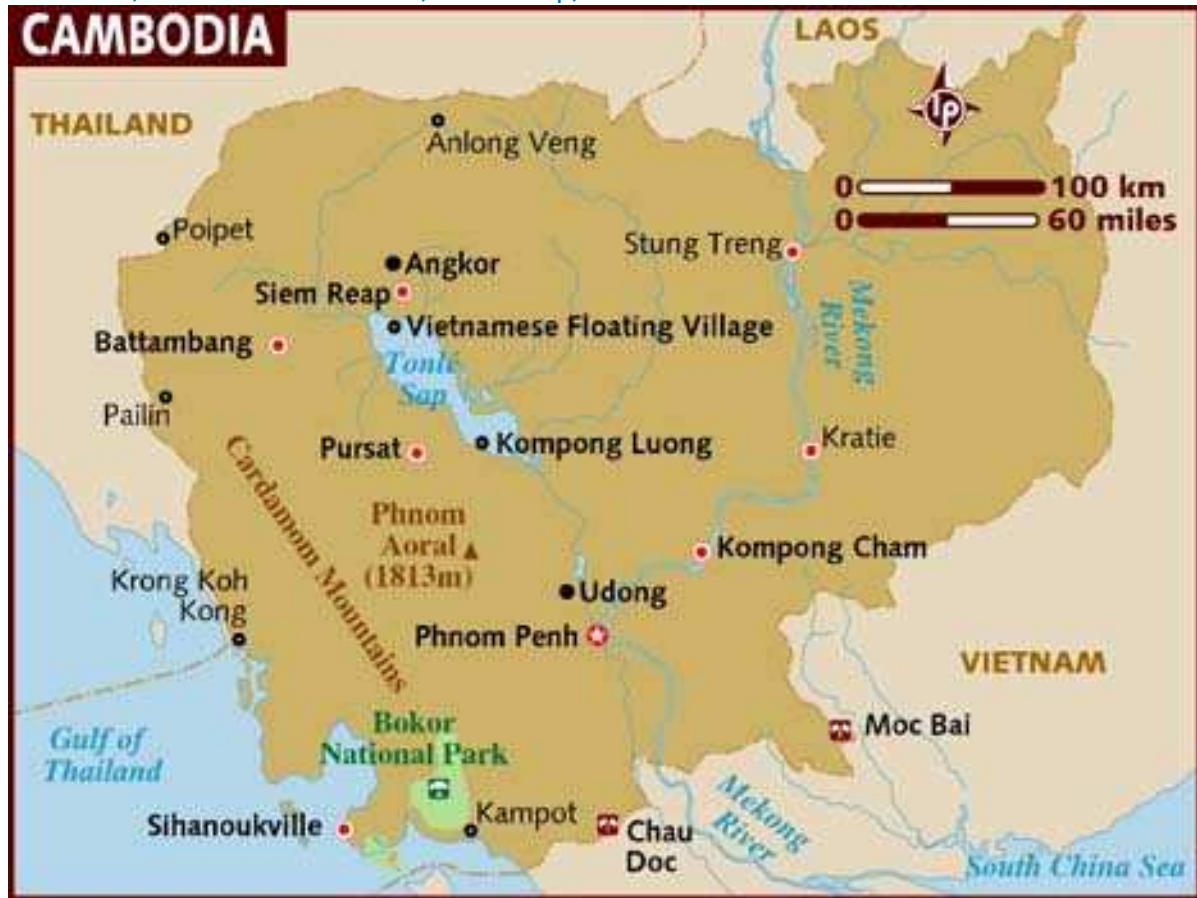 CAMBODIA
LAOS
THAILAND
lp
Anlong Veng
0 100 km
0 60 miles
Poipet
Stung Treng
Angkor
Siem Reap
Mekong
River
Vietnamese Floating Village
Battambang
Tonlé
Sap
Pailin
Pursat
Kompong Luong
Kratie
Cardamom Mountains
Phnom
Aoral
(1813m)
Kompong Cham
Krong Koh
Kong
Udong
Phnom Penh
VIETNAM
Bokor
National Park
Moc Bai
Gulf of
Thailand
Mekong
River
Sihanoukville
Kampot
Chau
Doc
South China Sea